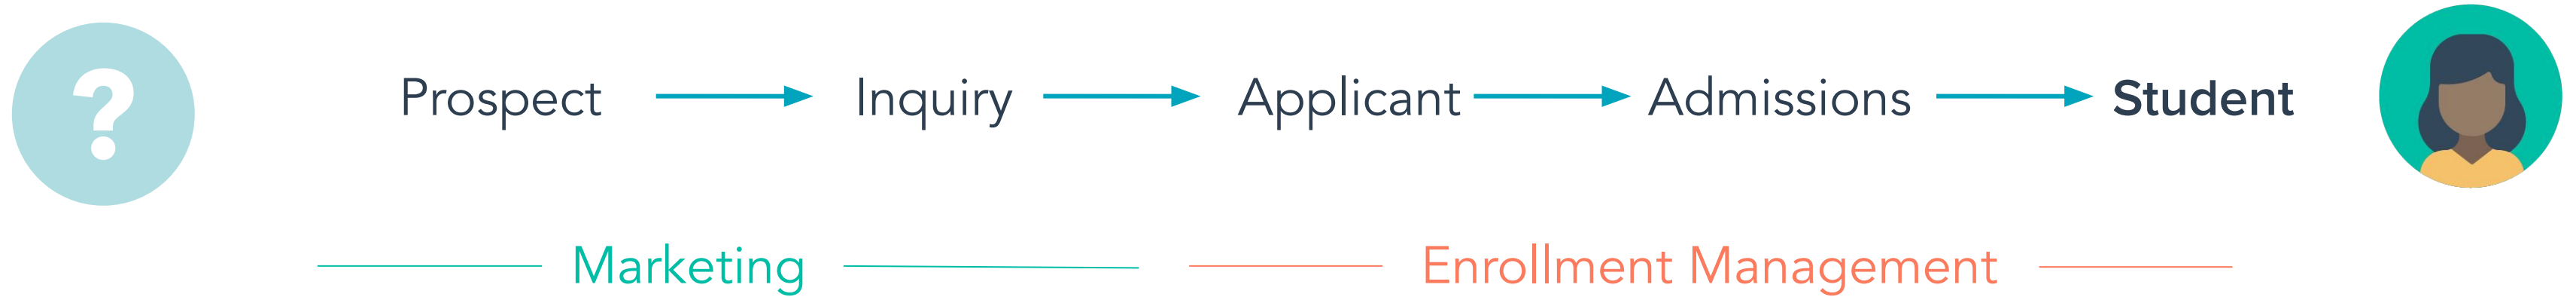 ?
Prospect Inquiry Applicant Admissions Student
Marketing Enrollment Management